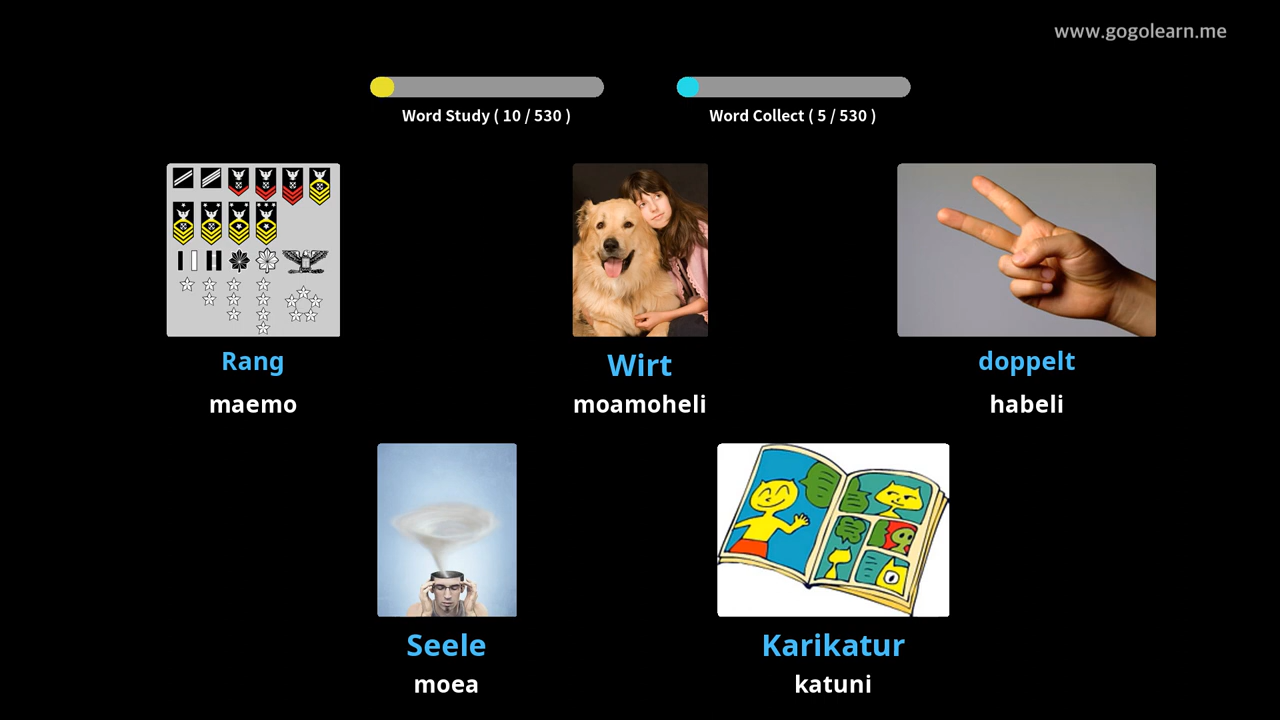 www.gogolearn.me
Word Study ( 10 / 530 )
Word Collect ( 5 / 530 )
Rang
maemo
Wirt
moamoheli
doppelt
habeli
Seele
moea
Karikatur
katuni